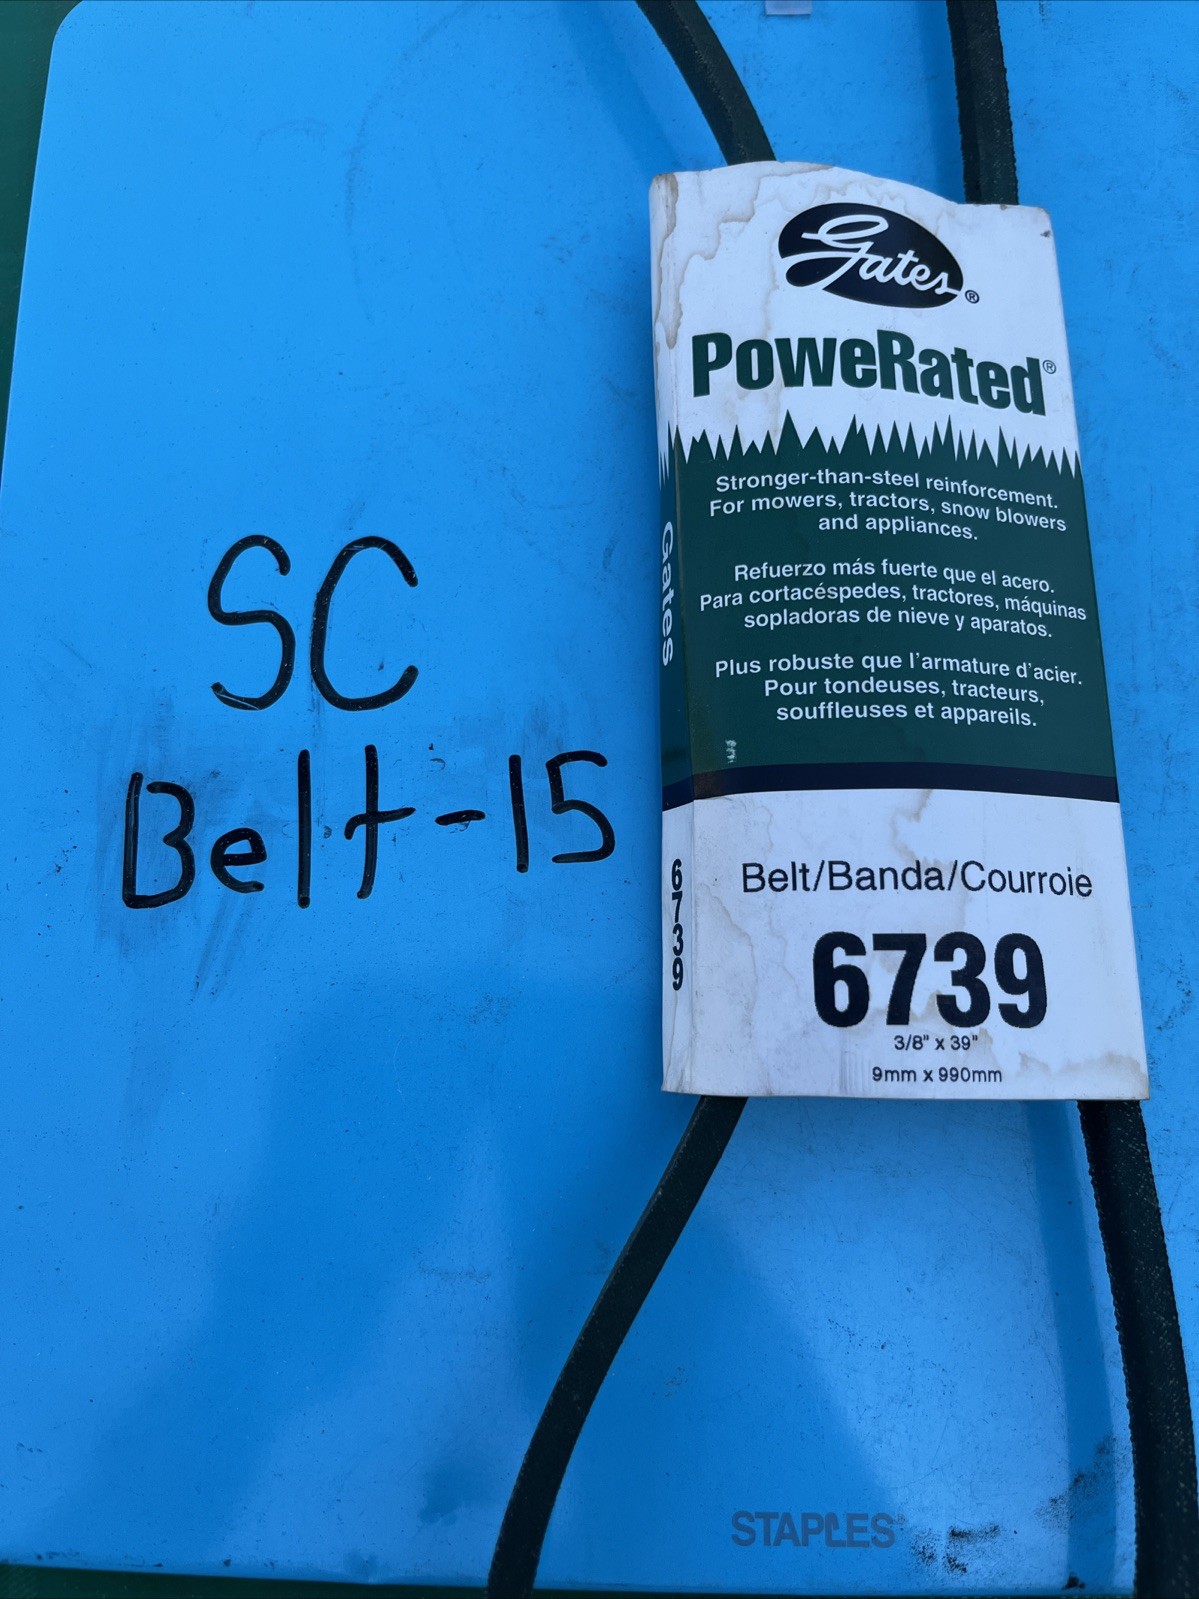 SC
Belt-15
Gates®
PoweRated®
Stronger-than-steel reinforcement.
For mowers, tractors, snow blowers
and appliances.
Refuerzo más fuerte que el acero.
Para cortacéspedes, tractores, máquinas
sopladoras de nieve y aparatos.
Plus robuste que l'armature d'acier.
Pour tondeuses, tracteurs,
souffleuses et appareils.
Gates
6739
Belt/Banda/Courroie
6739
3/8" x 39"
9mm x 990mm
STAPLES